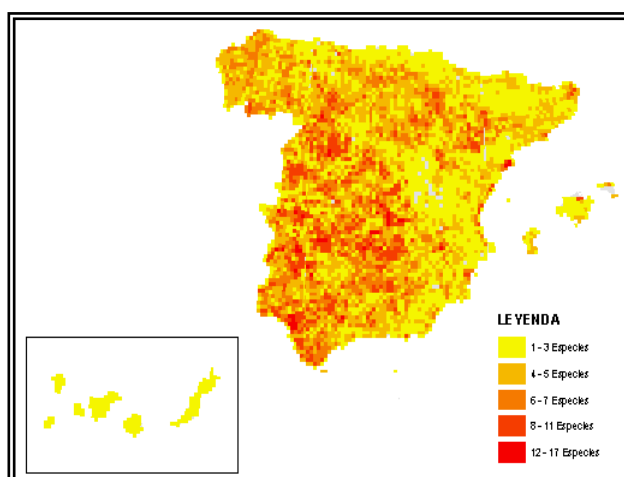 LEYENDA
1 - 3 Especies
4 - 5 Especies
6 - 7 Especies
8 - 11 Especies
12 - 17 Especies